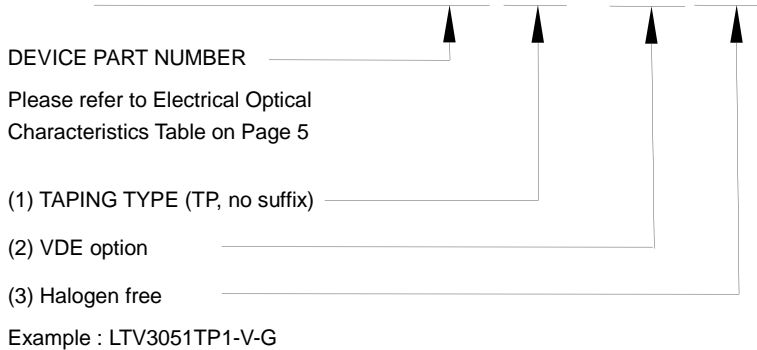 DEVICE PART NUMBER
Please refer to Electrical Optical
Characteristics Table on Page 5
(1) TAPING TYPE (TP, no suffix)
(2) VDE option
(3) Halogen free
Example : LTV3051TP1-V-G